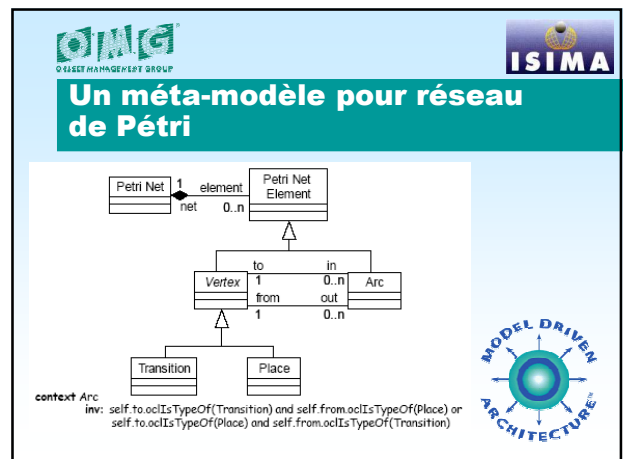 OMG
OBJECT MANAGEMENT GROUP
ISIMA
Un méta-modèle pour réseau
de Pétri
Petri Net
1
element
net
0..n
Petri Net
Element
to
in
Vertex
1
0..n
Arc
from
out
1
0..n
Transition
Place
context Arc
inv: self.to.oclIsTypeOf(Transition) and self.from.oclIsTypeOf(Place) or
self.to.oclIsTypeOf(Place) and self.from.oclIsTypeOf(Transition)
MODEL DRIVEN
ARCHITECTURE™